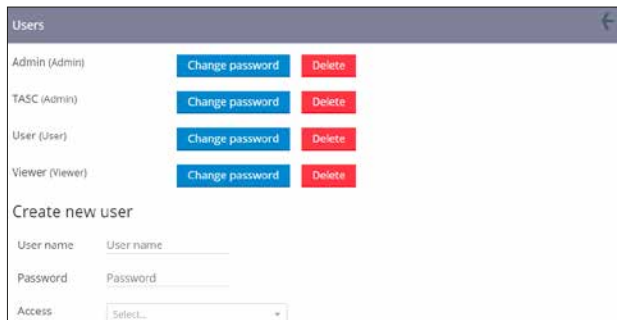 Users
Admin (Admin) Change password Delete
TASC (Admin) Change password Delete
User (User) Change password Delete
Viewer (Viewer) Change password Delete
Create new user
User name User name
Password Password
Access Select...